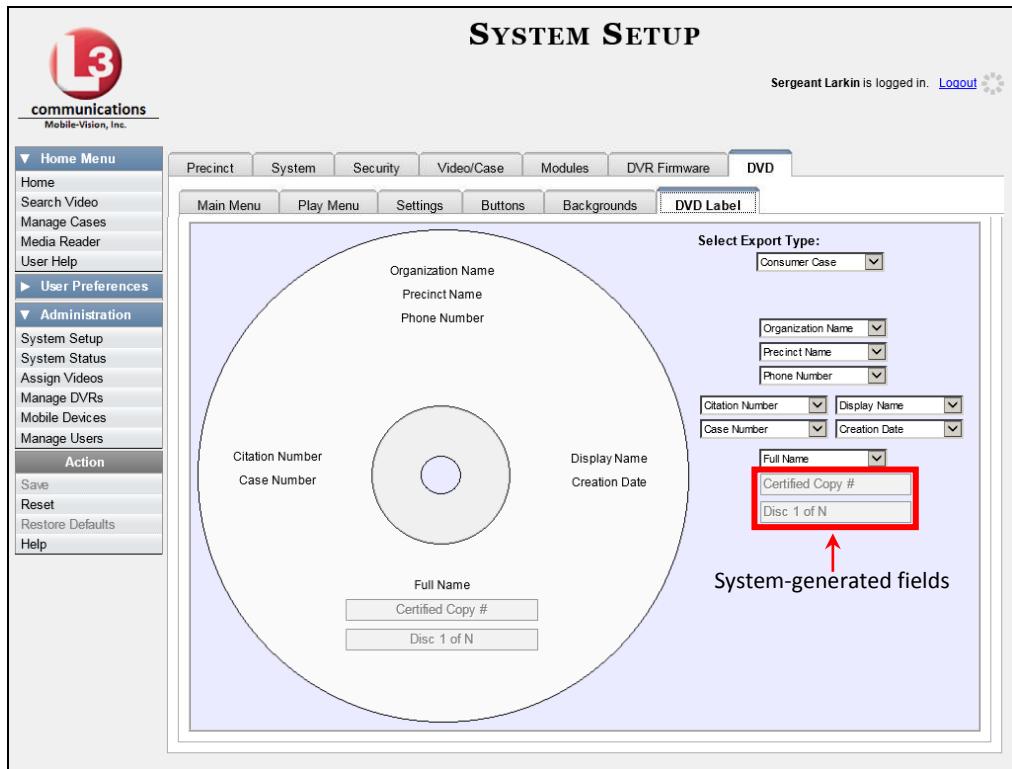 SYSTEM SETUP
L3
communications
Mobile-Vision, Inc.
Sergeant Larkin is logged in. Logout
▼ Home Menu
Home
Search Video
Manage Cases
Media Reader
User Help
► User Preferences
▼ Administration
System Setup
System Status
Assign Videos
Manage DVRs
Mobile Devices
Manage Users
Action
Save
Reset
Restore Defaults
Help
Precinct System Security Video/Case Modules DVR Firmware DVD
Main Menu Play Menu Settings Buttons Backgrounds DVD Label
Organization Name
Precinct Name
Phone Number
Citation Number
Case Number
Display Name
Creation Date
Full Name
Certified Copy #
Disc 1 of N
Select Export Type:
Consumer Case
Organization Name
Precinct Name
Phone Number
Citation Number Display Name
Case Number Creation Date
Full Name
Certified Copy #
Disc 1 of N
System-generated fields